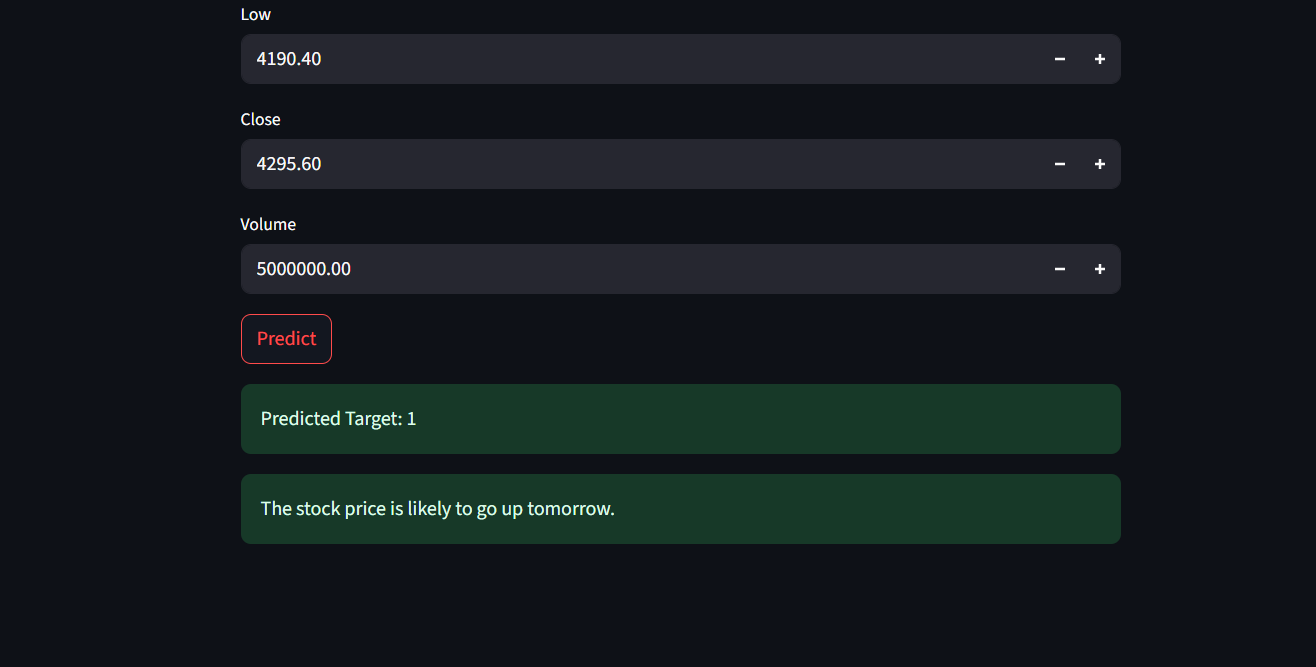 Low
4190.40
Close
4295.60
Volume
5000000.00
Predict
Predicted Target: 1
The stock price is likely to go up tomorrow.